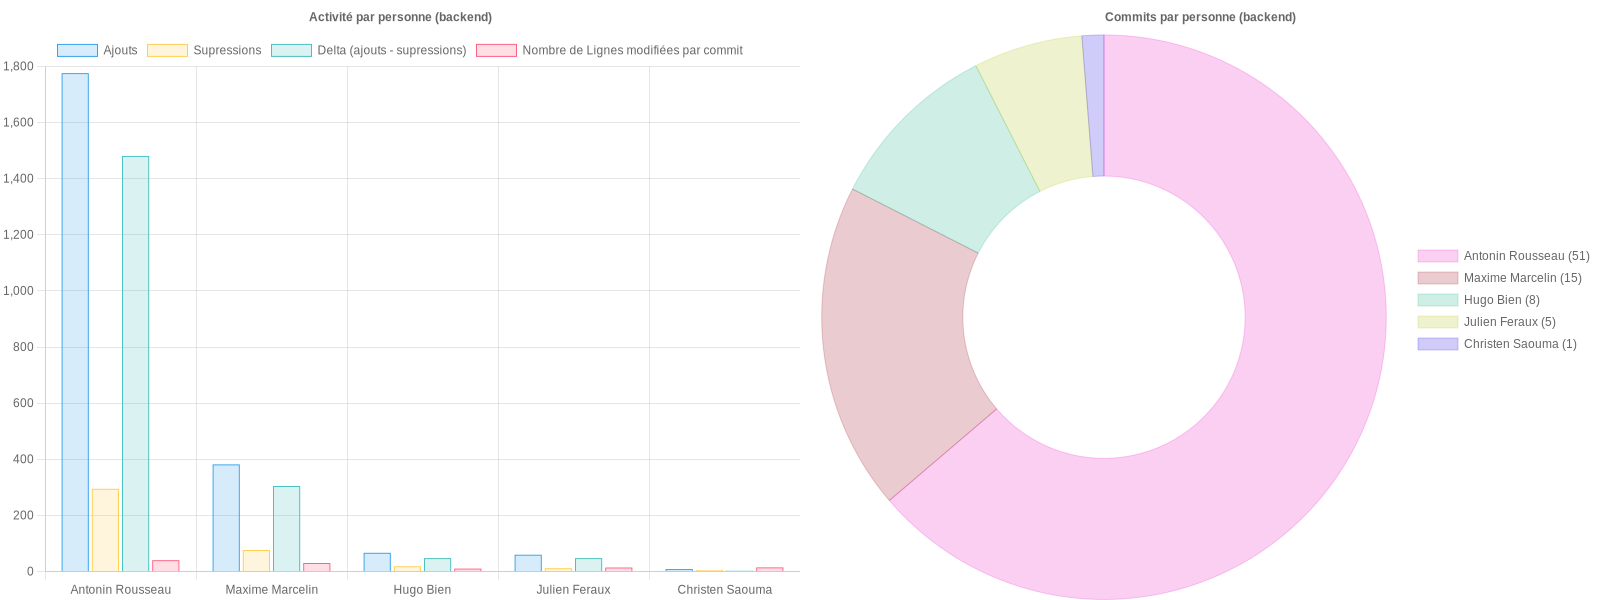 Activité par personne (backend)
Ajouts
Supressions
Delta (ajouts - supressions)
Nombre de Lignes modifiées par commit
1,800
1,600
1,400
1,200
1,000
800
600
400
200
0
Antonin Rousseau
Maxime Marcelin
Hugo Bien
Julien Feraux
Christen Saouma
Commits par personne (backend)
Antonin Rousseau (51)
Maxime Marcelin (15)
Hugo Bien (8)
Julien Feraux (5)
Christen Saouma (1)